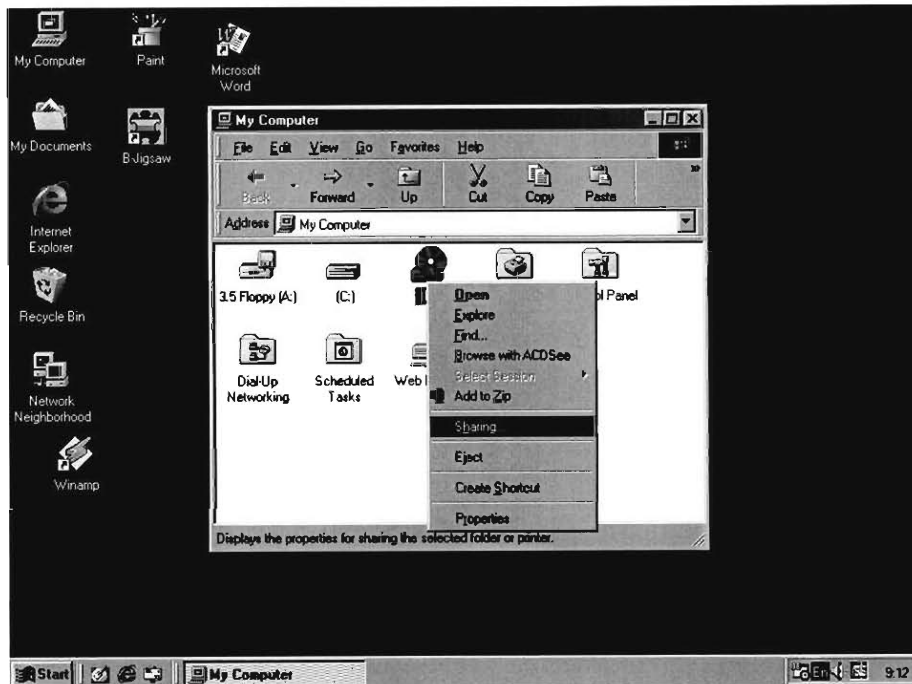 My Computer
Paint
Microsoft
Word
My Documents
B-Jigsaw
Internet
Explorer
Recycle Bin
Network
Neighborhood
Winamp
My Computer
File Edit View Go Favorites Help
Back Forward Up Cut Copy Paste
Address My Computer
3.5 Floppy (A:)
(C:)
ol Panel
Dial-Up
Networking
Scheduled
Tasks
Web
Open
Explore
Find...
Browse with ACDSee
Select Session
Add to Zip
Sharing...
Eject
Create Shortcut
Properties
Displays the properties for sharing the selected folder or printer.
Start
My Computer
En
9:12